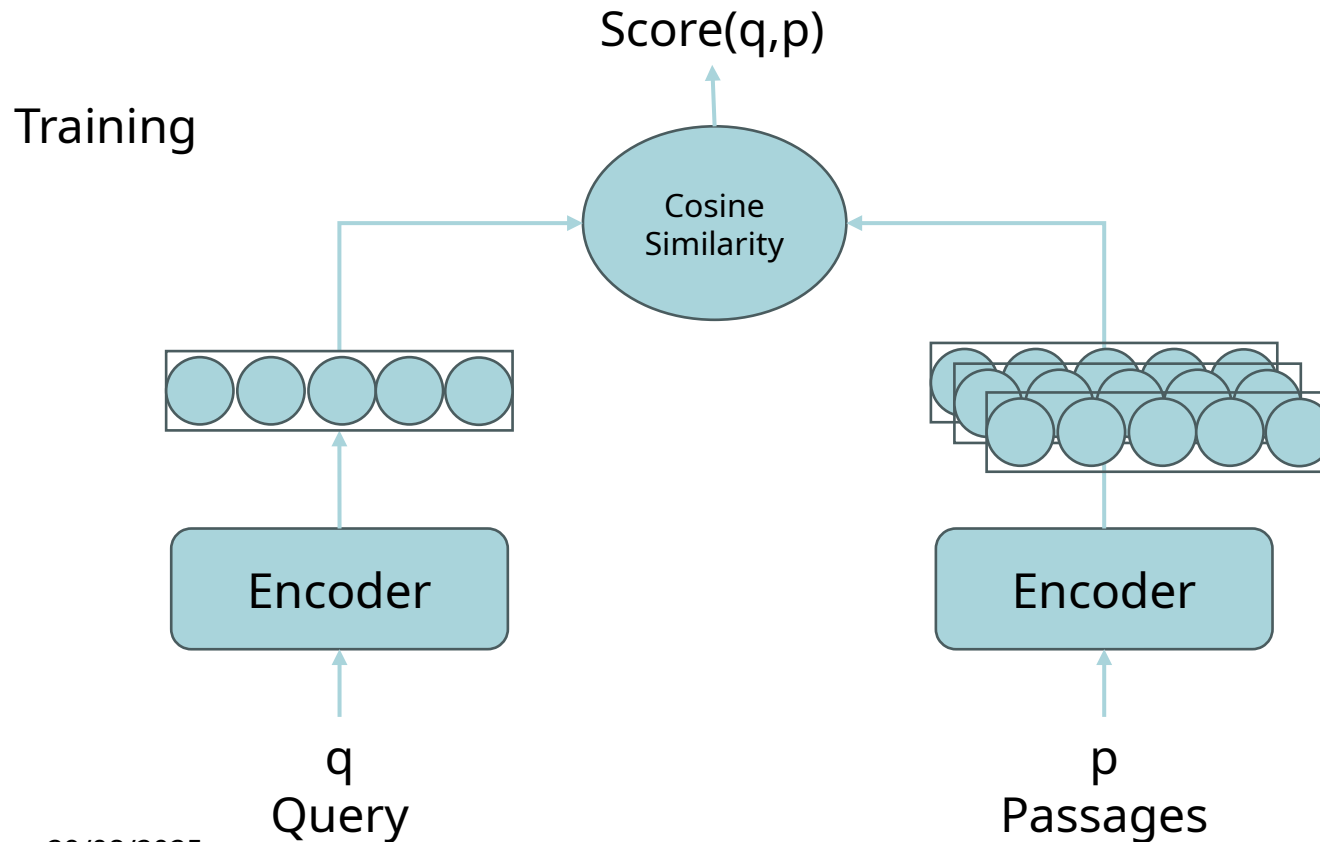 Score(q,p)
Training
Cosine
Similarity
Encoder
Encoder
q
Query
p
Passages